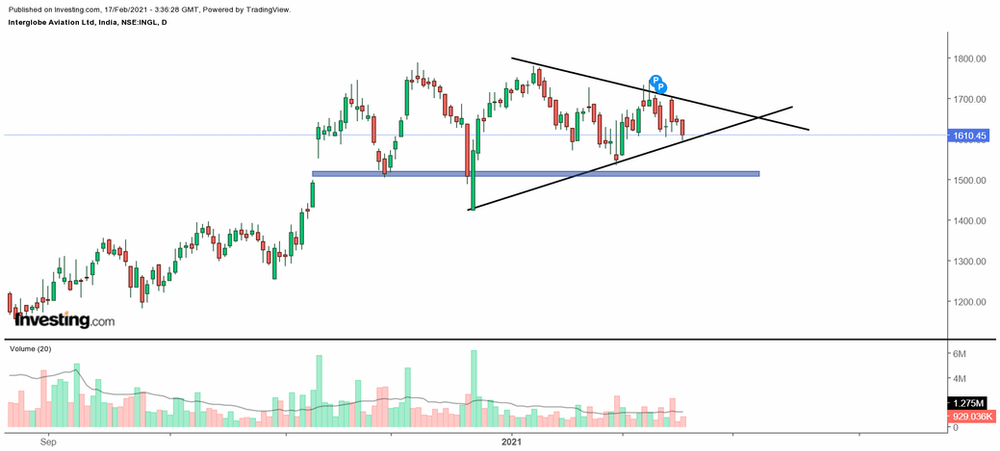 Published on Investing.com, 17/Feb/2021 - 3:36:28 GMT, Powered by TradingView.
Interglobe Aviation Ltd, India, NSE:INGL, D
1800.00
P
P
1700.00
1610.45
1500.00
1400.00
1300.00
1200.00
Investing.com
Volume (20)
6M
4M
1.275M
929.036K
0
Sep
2021